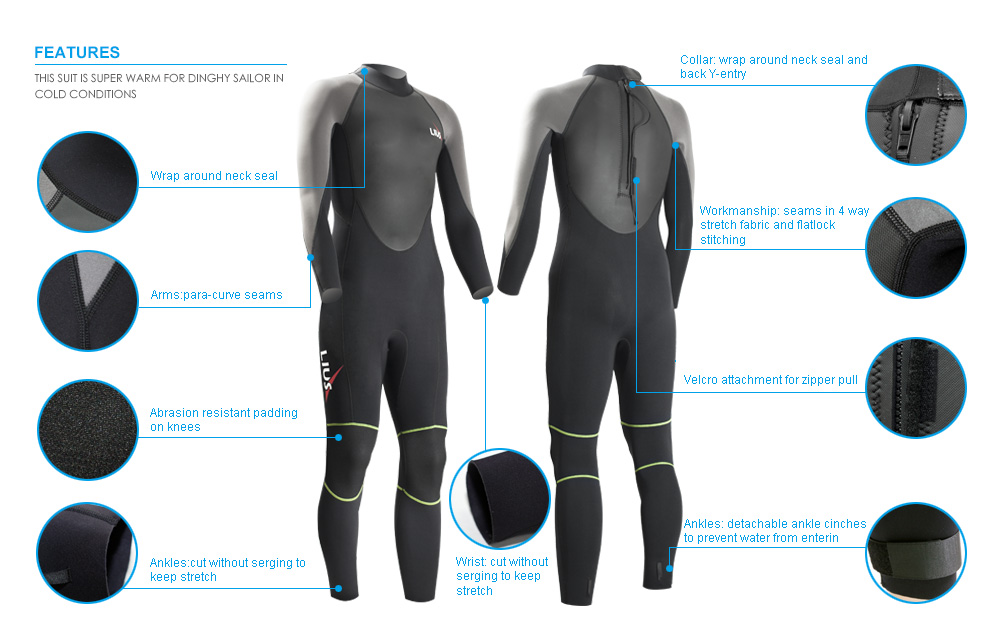 FEATURES
THIS SUIT IS SUPER WARM FOR DINGHY SAILOR IN
COLD CONDITIONS
Wrap around neck seal
Arms:para-curve seams
Abrasion resistant padding
on knees
Ankles:cut without serging to
keep stretch
LIUS
LIUS
Wrist: cut without
serging to keep
stretch
Collar: wrap around neck seal and
back Y-entry
Workmanship: seams in 4 way
stretch fabric and flatlock
stitching
Velcro attachment for zipper pull
Ankles: detachable ankle cinches
to prevent water from enterin